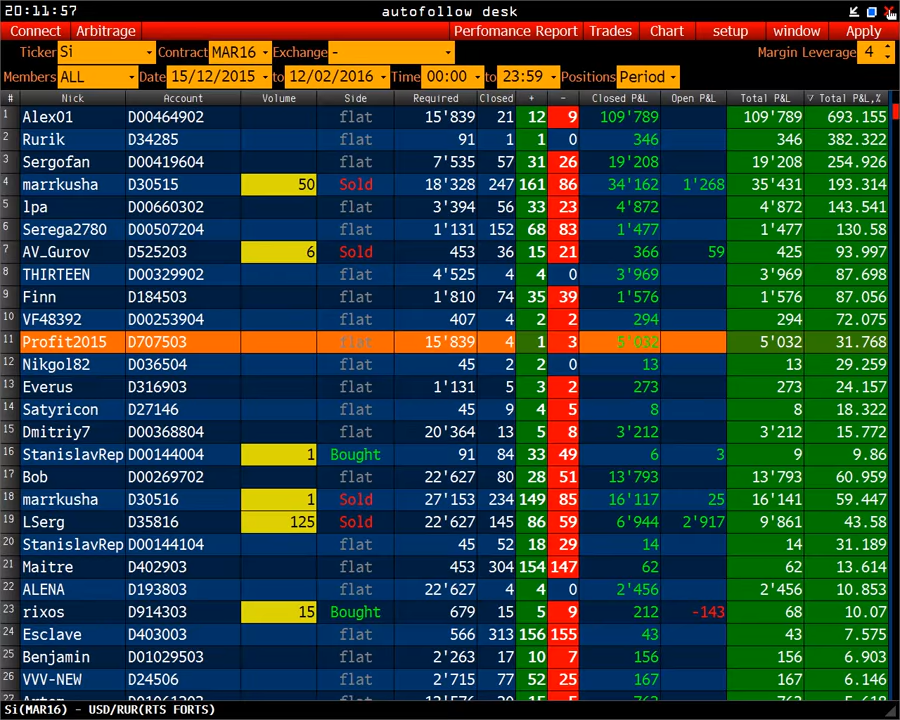 20:11:57 autofollow desk
Connect Arbitrage Perfomance Report Trades Chart setup window Apply
Ticker Si Contract MAR16 Exchange - Margin Leverage 4
Members ALL Date 15/12/2015 to 12/02/2016 Time 00:00 to 23:59 Positions Period
# Nick Account Volume Side Required Closed + - Closed P&L Open P&L Total P&L ▽ Total P&L,%
1 Alex01 D00464902 flat 15'839 21 12 9 109'789 109'789 693.155
2 Rurik D34285 flat 91 1 1 0 346 346 382.322
3 Sergofan D00419604 flat 7'535 57 31 26 19'208 19'208 254.926
4 marrkusha D30515 50 Sold 18'328 247 161 86 34'162 1'268 35'431 193.314
5 lpa D00660302 flat 3'394 56 33 23 4'872 4'872 143.541
6 Serega2780 D00507204 flat 1'131 152 68 83 1'477 1'477 130.58
7 AV_Gurov D525203 6 Sold 453 36 15 21 366 59 425 93.997
8 THIRTEEN D00329902 flat 4'525 4 4 0 3'969 3'969 87.698
9 Finn D184503 flat 1'810 74 35 39 1'576 1'576 87.056
10 VF48392 D00253904 flat 407 4 2 2 294 294 72.075
11 Profit2015 D707503 flat 15'839 4 1 3 5'032 5'032 31.768
12 Nikgol82 D036504 flat 45 2 2 0 13 13 29.259
13 Everus D316903 flat 1'131 5 3 2 273 273 24.157
14 Satyricon D27146 flat 45 9 4 5 8 8 18.322
15 Dmitriy7 D00368804 flat 20'364 13 5 8 3'212 3'212 15.772
16 StanislavRep D00144004 1 Bought 91 84 33 49 6 3 9 9.86
17 Bob D00269702 flat 22'627 80 28 51 13'793 13'793 60.959
18 marrkusha D30516 1 Sold 27'153 234 149 85 16'117 25 16'141 59.447
19 LSerg D35816 125 Sold 22'627 145 86 59 6'944 2'917 9'861 43.58
20 StanislavRep D00144104 flat 45 52 18 29 14 14 31.189
21 Maitre D402903 flat 453 304 154 147 62 62 13.614
22 ALENA D193803 flat 22'627 4 4 0 2'456 2'456 10.853
23 rixos D914303 15 Bought 679 15 5 9 212 -143 68 10.07
24 Esclave D403003 flat 566 313 156 155 43 43 7.575
25 Benjamin D01029503 flat 2'263 17 10 7 156 156 6.903
26 VVV-NEW D24506 flat 2'715 77 52 25 167 167 6.146
Si(MAR16) - USD/RUR(RTS FORTS)